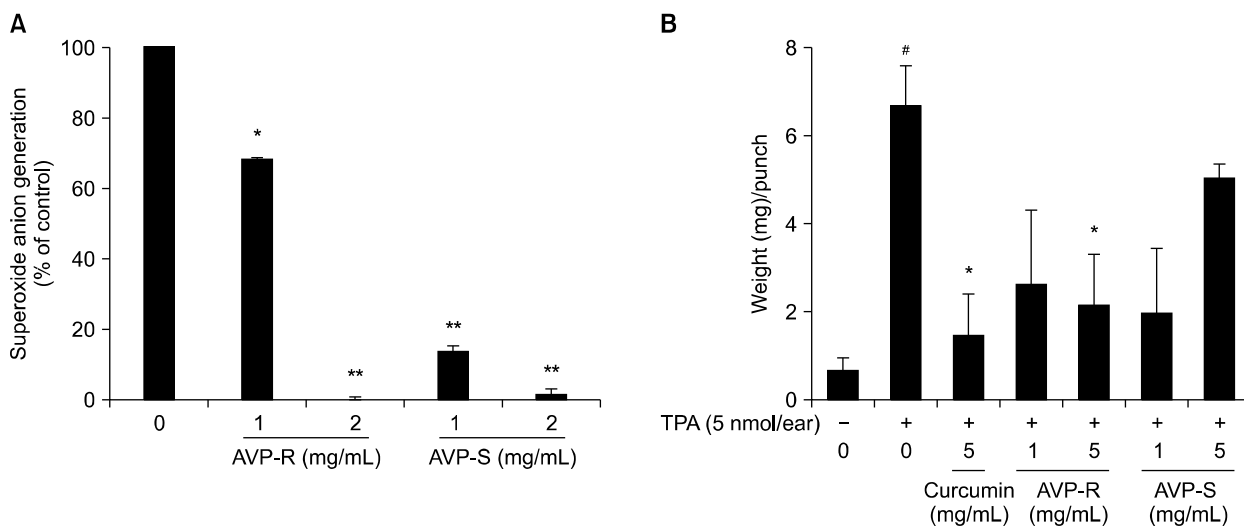 A
Superoxide anion generation
(% of control)
100
80
60
40
20
0
*
**
**
**
0 1 2 1 2
AVP-R (mg/mL) AVP-S (mg/mL)
B
Weight (mg)/punch
8
6
4
2
0
#
*
*
TPA (5 nmol/ear) – + + + + + +
0 0 5 1 5 1 5
Curcumin AVP-R AVP-S
(mg/mL) (mg/mL) (mg/mL)